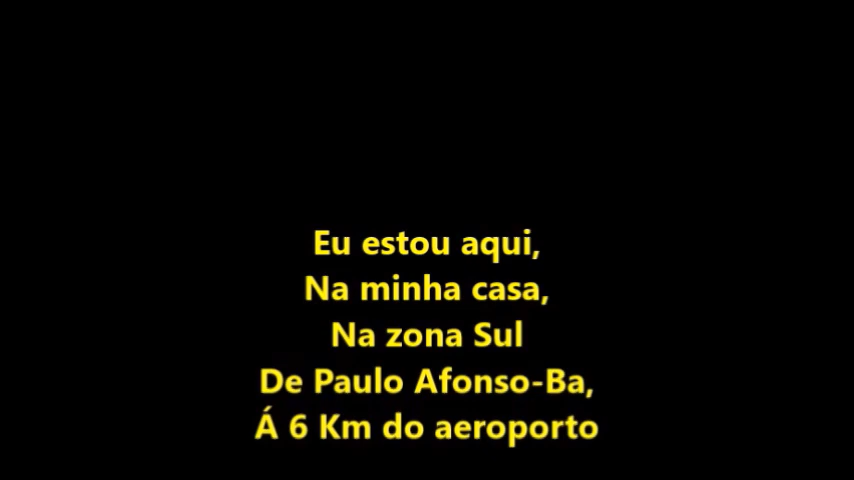 Eu estou aqui,
Na minha casa,
Na zona Sul
De Paulo Afonso-Ba,
Á 6 Km do aeroporto